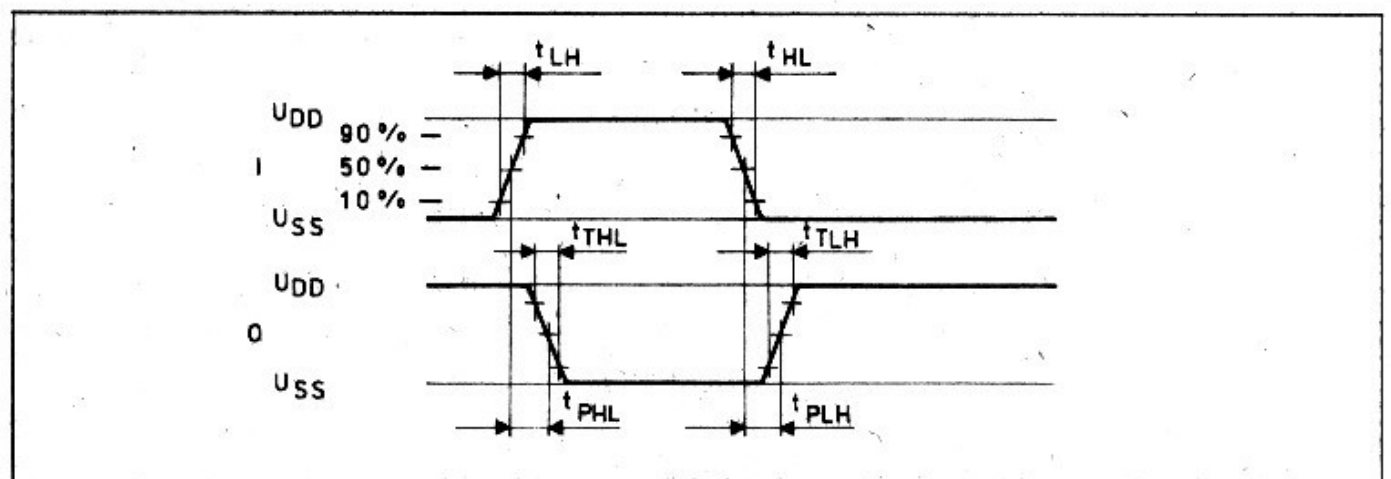 tLH tHL
UDD
90% –
I 50% –
10% –
USS
tTHL tTLH
UDD
O
USS
tPHL tPLH